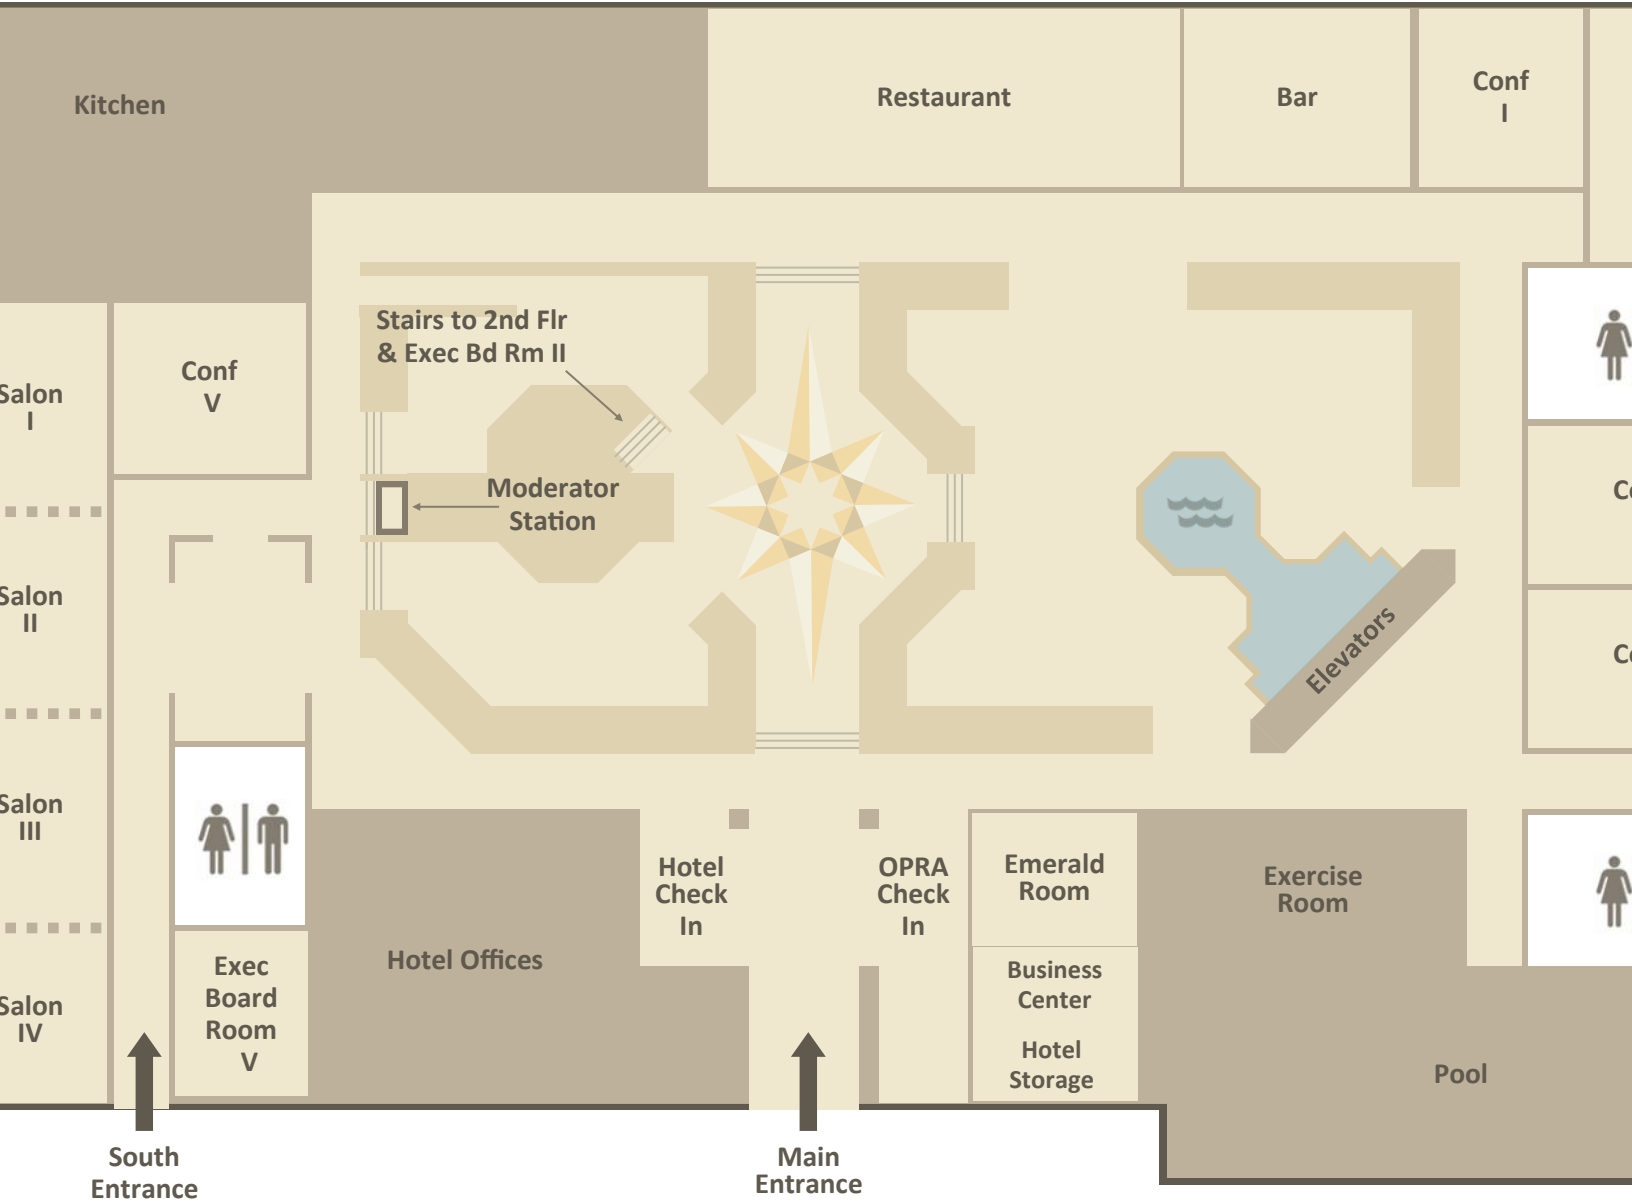 Kitchen
Restaurant
Bar
Conf
I
Stairs to 2nd Flr
& Exec Bd Rm II
Conf
V
Salon
I
Moderator
Station
Salon
II
Elevators
Salon
III
Hotel
Check
In
OPRA
Check
In
Emerald
Room
Exercise
Room
Hotel Offices
Exec
Board
Room
V
Business
Center
Hotel
Storage
Salon
IV
Pool
South
Entrance
Main
Entrance